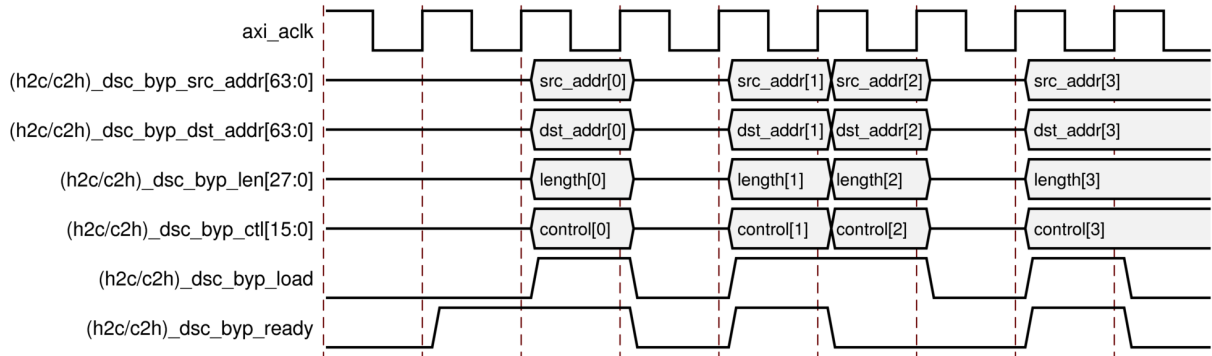 axi_aclk
(h2c/c2h)_dsc_byp_src_addr[63:0] src_addr[0] src_addr[1] src_addr[2] src_addr[3]
(h2c/c2h)_dsc_byp_dst_addr[63:0] dst_addr[0] dst_addr[1] dst_addr[2] dst_addr[3]
(h2c/c2h)_dsc_byp_len[27:0] length[0] length[1] length[2] length[3]
(h2c/c2h)_dsc_byp_ctl[15:0] control[0] control[1] control[2] control[3]
(h2c/c2h)_dsc_byp_load
(h2c/c2h)_dsc_byp_ready